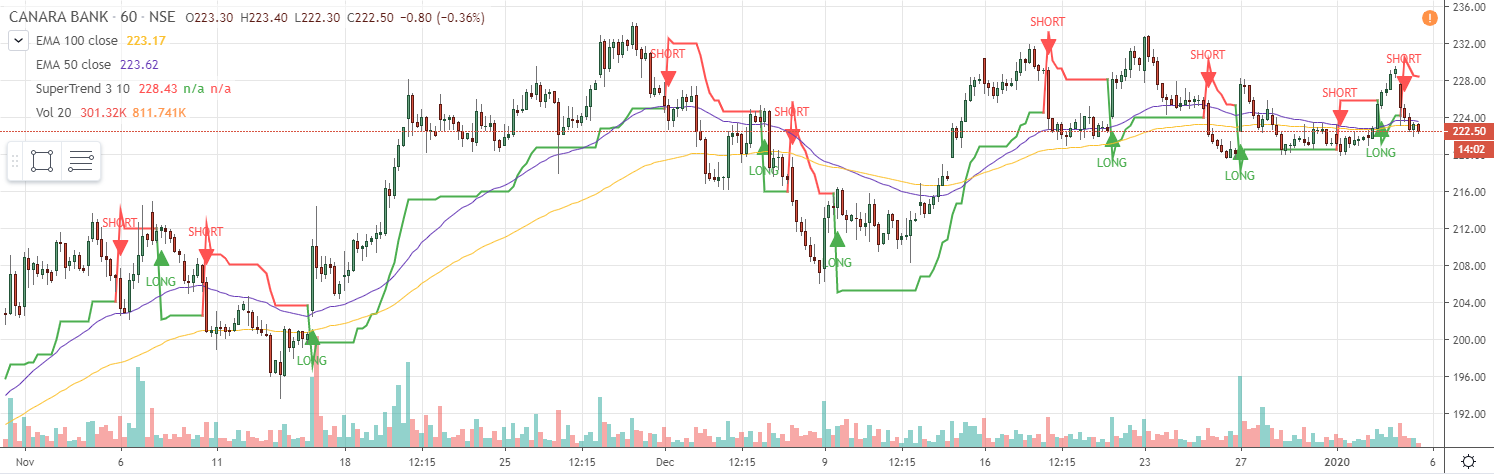 CANARA BANK · 60 · NSE O223.30 H223.40 L222.30 C222.50 −0.80 (−0.36%)
EMA 100 close 223.17
EMA 50 close 223.62
SuperTrend 3 10 228.43 n/a n/a
Vol 20 301.32K 811.741K
SHORT
LONG
SHORT
LONG
SHORT
LONG
SHORT
LONG
SHORT
LONG
SHORT
LONG
SHORT
LONG
SHORT
236.00
232.00
228.00
224.00
222.50
14:02
216.00
212.00
208.00
204.00
200.00
196.00
192.00
Nov 6 11 18 12:15 25 12:15 Dec 12:15 9 12:15 16 12:15 23 27 2020 6